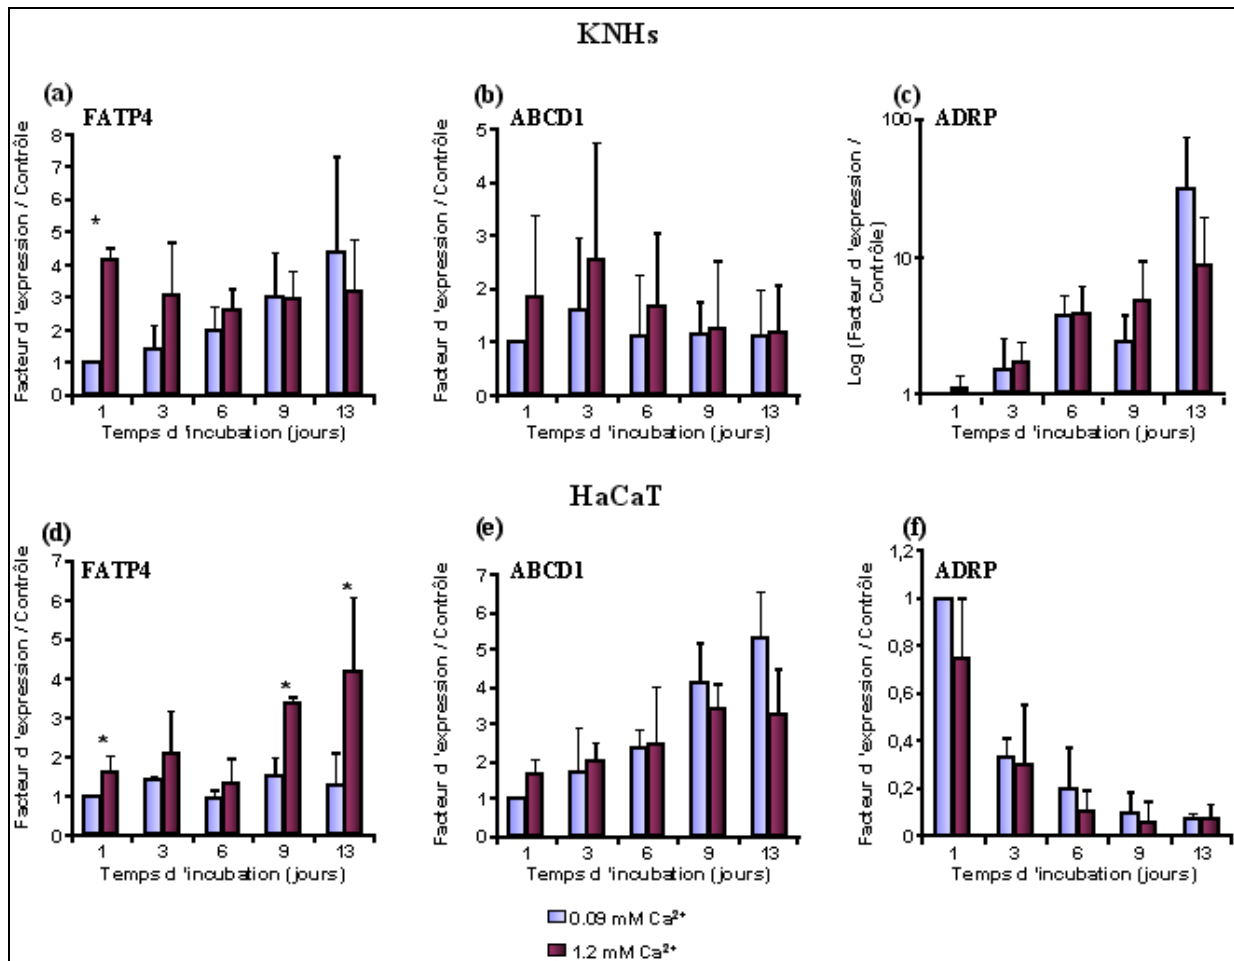 KNHs
(a)
FATP4
Facteur d 'expression / Contrôle
8
7
6
5
4
3
2
1
0
*
1 3 6 9 13
Temps d 'incubation (jours)
(b)
ABCD1
Facteur d 'expression / Contrôle
5
4
3
2
1
0
1 3 6 9 13
Temps d 'incubation (jours)
(c)
ADRP
Log (Facteur d 'expression /
Contrôle)
100
10
1
1 3 6 9 13
Temps d 'incubation (jours)
HaCaT
(d)
FATP4
Facteur d 'expression / Contrôle
7
6
5
4
3
2
1
0
*
*
*
1 3 6 9 13
Temps d 'incubation (jours)
(e)
ABCD1
Facteur d 'expression / Contrôle
7
6
5
4
3
2
1
0
1 3 6 9 13
Temps d 'incubation (jours)
(f)
ADRP
Facteur d 'expression / Contrôle
1,2
1
0,8
0,6
0,4
0,2
0
1 3 6 9 13
Temps d 'incubation (jours)
0.09 mM Ca²⁺
1.2 mM Ca²⁺